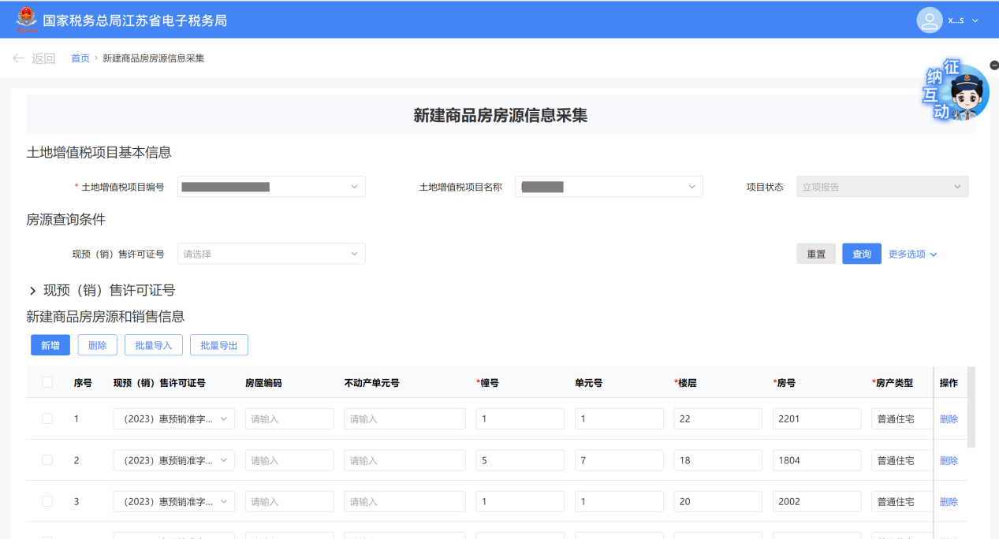 国家税务总局江苏省电子税务局
x...s
返回 首页 新建商品房房源信息采集
征纳互动
新建商品房房源信息采集
土地增值税项目基本信息
* 土地增值税项目编号 土地增值税项目名称 项目状态 立项报告
房源查询条件
现预（销）售许可证号 请选择 重置 查询 更多选项
现预（销）售许可证号
新建商品房房源和销售信息
新增 删除 批量导入 批量导出
序号 现预（销）售许可证号 房屋编码 不动产单元号 *幢号 单元号 *楼层 *房号 *房产类型 操作
1 （2023）惠预销准字... 请输入 请输入 1 1 22 2201 普通住宅 删除
2 （2023）惠预销准字... 请输入 请输入 5 7 18 1804 普通住宅 删除
3 （2023）惠预销准字... 请输入 请输入 1 1 20 2002 普通住宅 删除